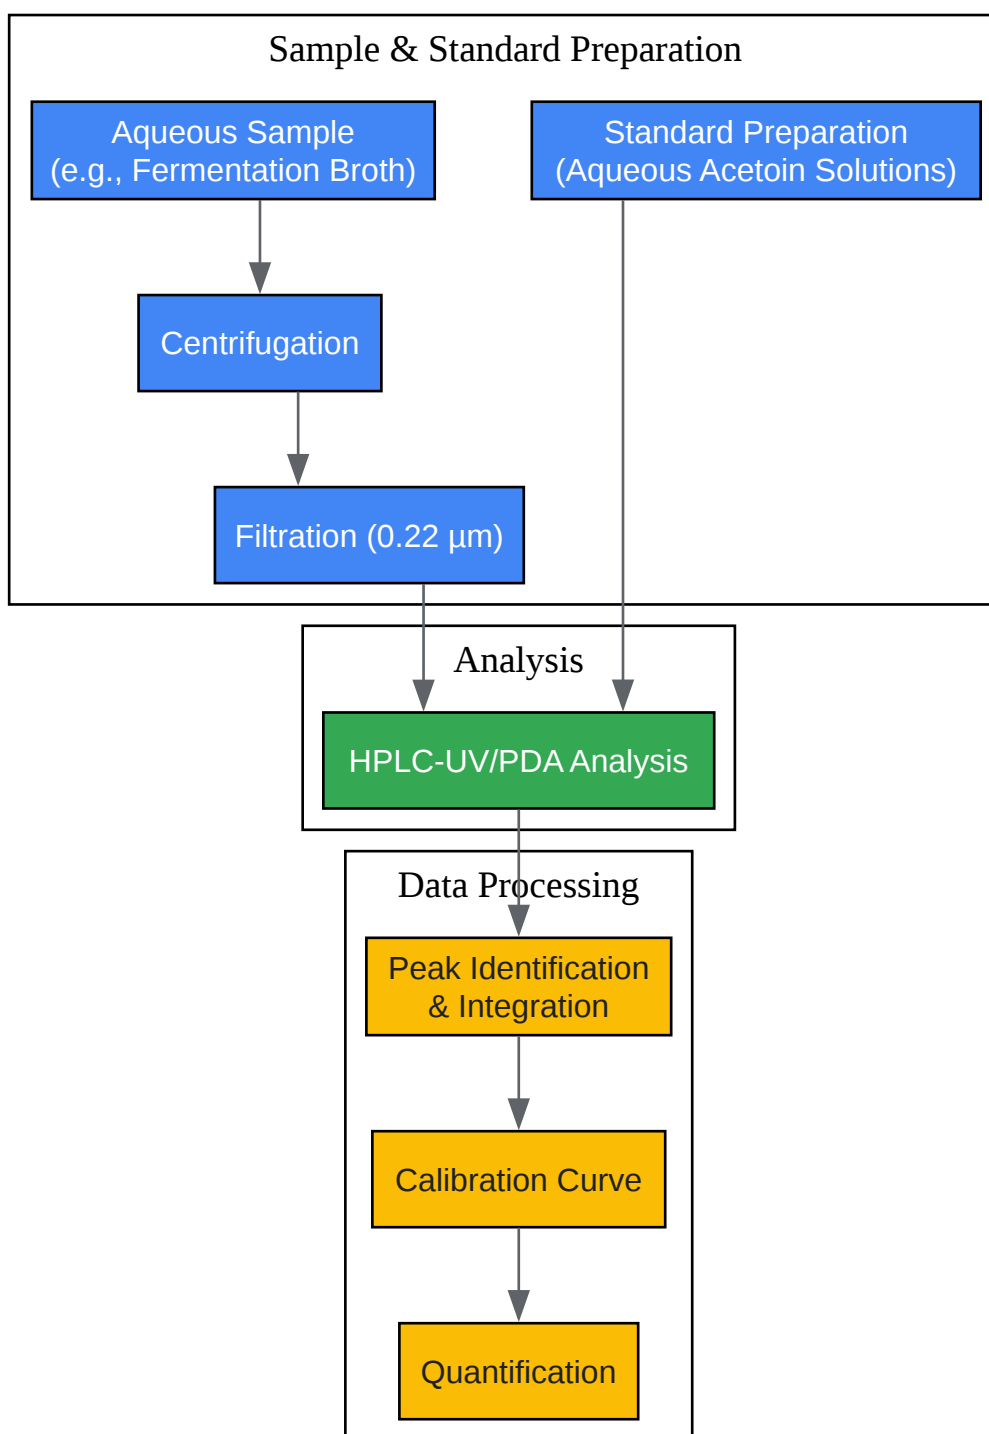 Sample & Standard Preparation
Aqueous Sample
(e.g., Fermentation Broth)
Standard Preparation
(Aqueous Acetoin Solutions)
Centrifugation
Filtration (0.22 µm)
Analysis
HPLC-UV/PDA Analysis
Data Processing
Peak Identification
& Integration
Calibration Curve
Quantification